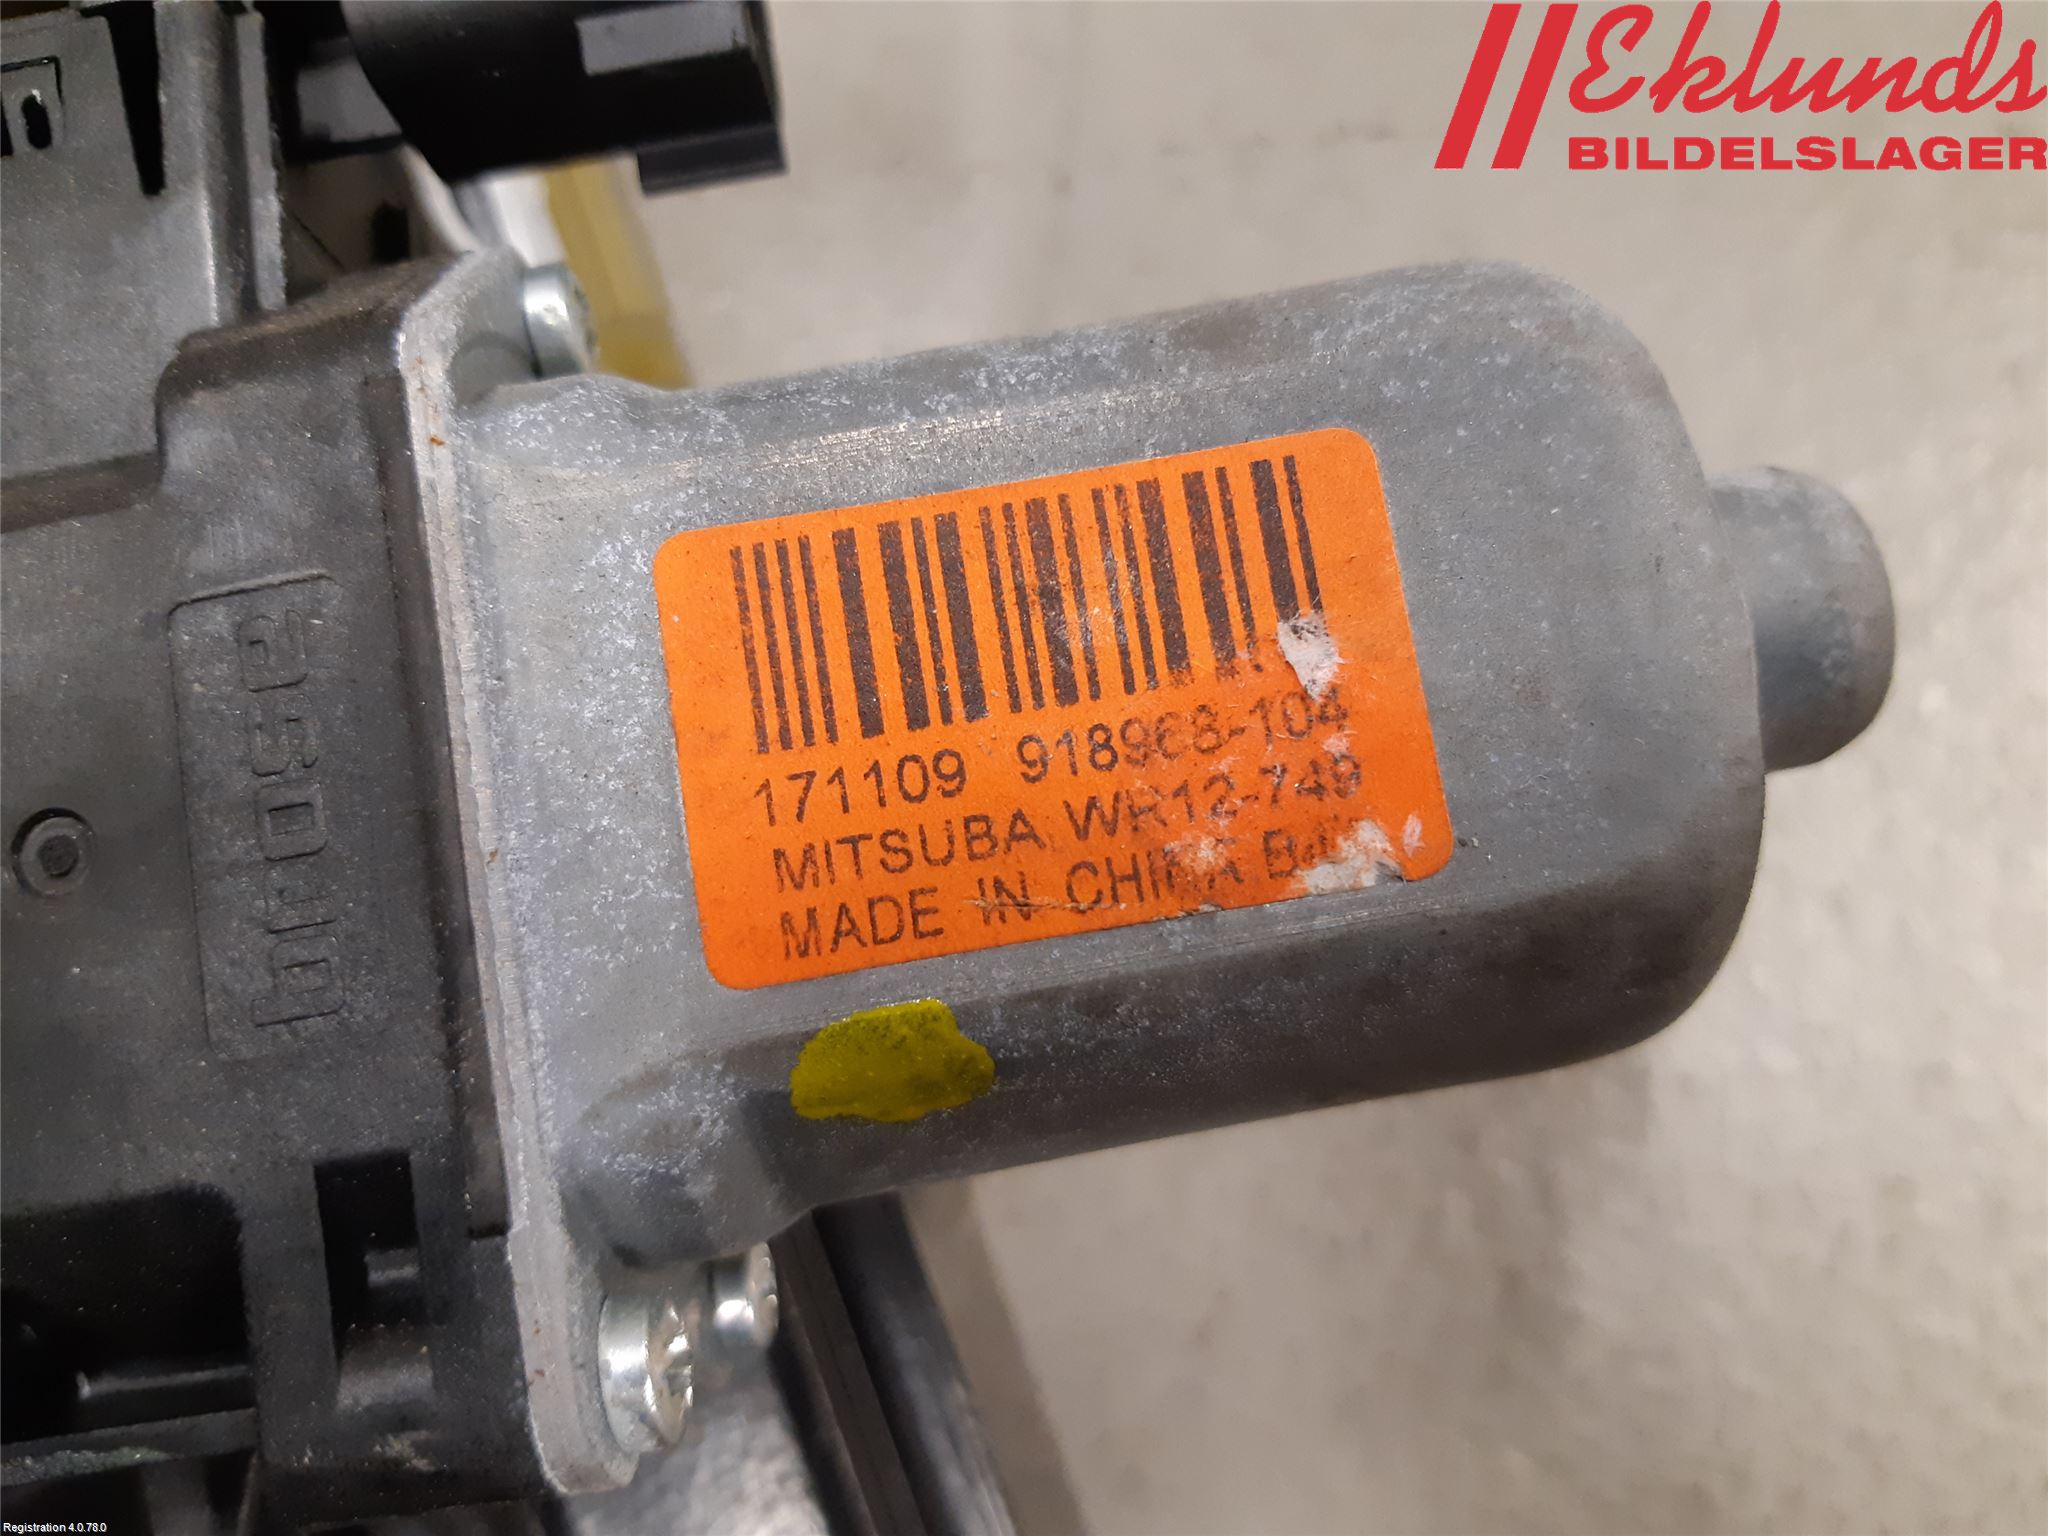 Eklunds
BILDELSLAGER
brose
171109 918968-104
MITSUBA WR12-749
MADE IN CHINA
Registration 4.0.78.0